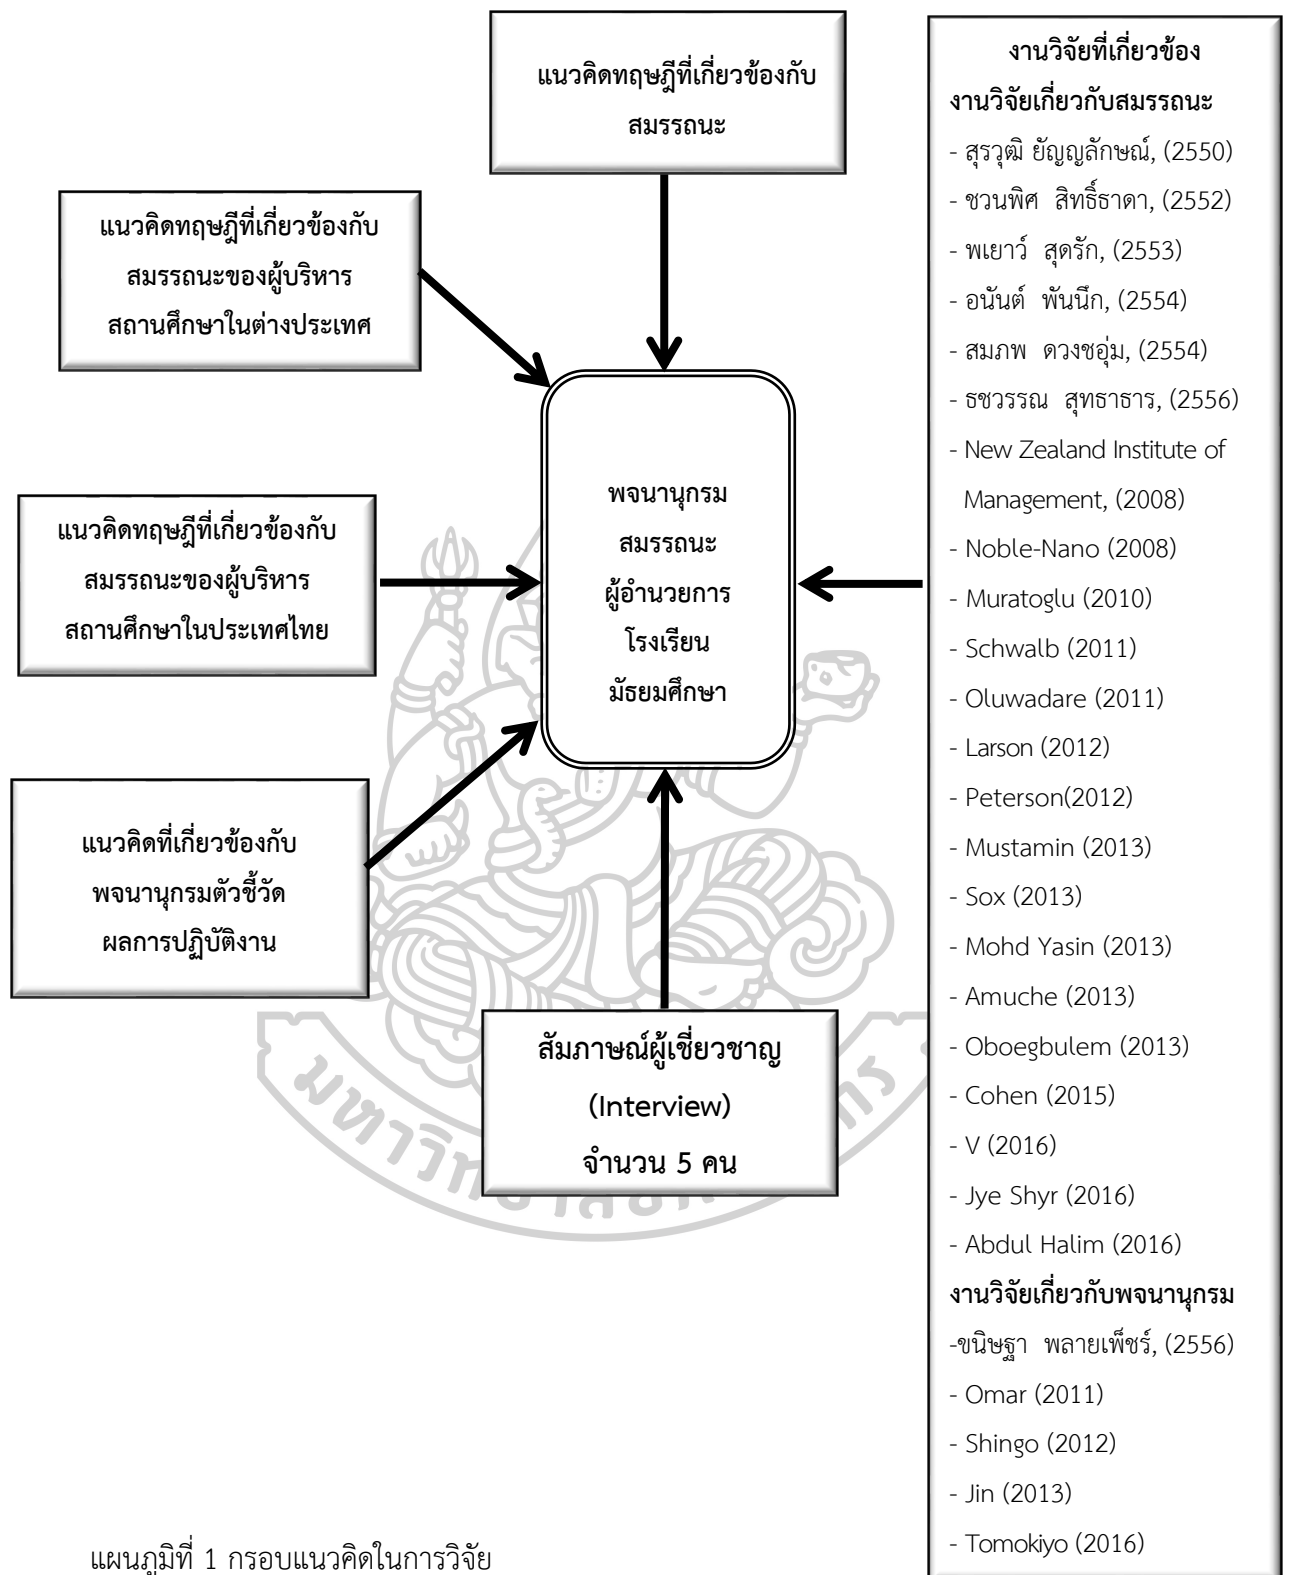 แนวคิดทฤษฎีที่เกี่ยวข้องกับ
สมรรถนะ
แนวคิดทฤษฎีที่เกี่ยวข้องกับ
สมรรถนะของผู้บริหาร
สถานศึกษาในต่างประเทศ
แนวคิดทฤษฎีที่เกี่ยวข้องกับ
สมรรถนะของผู้บริหาร
สถานศึกษาในประเทศไทย
แนวคิดที่เกี่ยวข้องกับ
พจนานุกรมตัวชี้วัด
ผลการปฏิบัติงาน
พจนานุกรม
สมรรถนะ
ผู้อำนวยการ
โรงเรียน
มัธยมศึกษา
สัมภาษณ์ผู้เชี่ยวชาญ
(Interview)
จำนวน 5 คน
งานวิจัยที่เกี่ยวข้อง
งานวิจัยเกี่ยวกับสมรรถนะ
- สุรวุฒิ ยัญญลักษณ์, (2550)
- ชวนพิศ สิทธิ์ธาดา, (2552)
- พเยาว์ สุดรัก, (2553)
- อนันต์ พันนึก, (2554)
- สมภพ ดวงชอุ่ม, (2554)
- ธชวรรณ สุทธาธาร, (2556)
- New Zealand Institute of
Management, (2008)
- Noble-Nano (2008)
- Muratoglu (2010)
- Schwalb (2011)
- Oluwadare (2011)
- Larson (2012)
- Peterson(2012)
- Mustamin (2013)
- Sox (2013)
- Mohd Yasin (2013)
- Amuche (2013)
- Oboegbulem (2013)
- Cohen (2015)
- V (2016)
- Jye Shyr (2016)
- Abdul Halim (2016)
งานวิจัยเกี่ยวกับพจนานุกรม
-ขนิษฐา พลายเพ็ชร์, (2556)
- Omar (2011)
- Shingo (2012)
- Jin (2013)
- Tomokiyo (2016)
แผนภูมิที่ 1 กรอบแนวคิดในการวิจัย